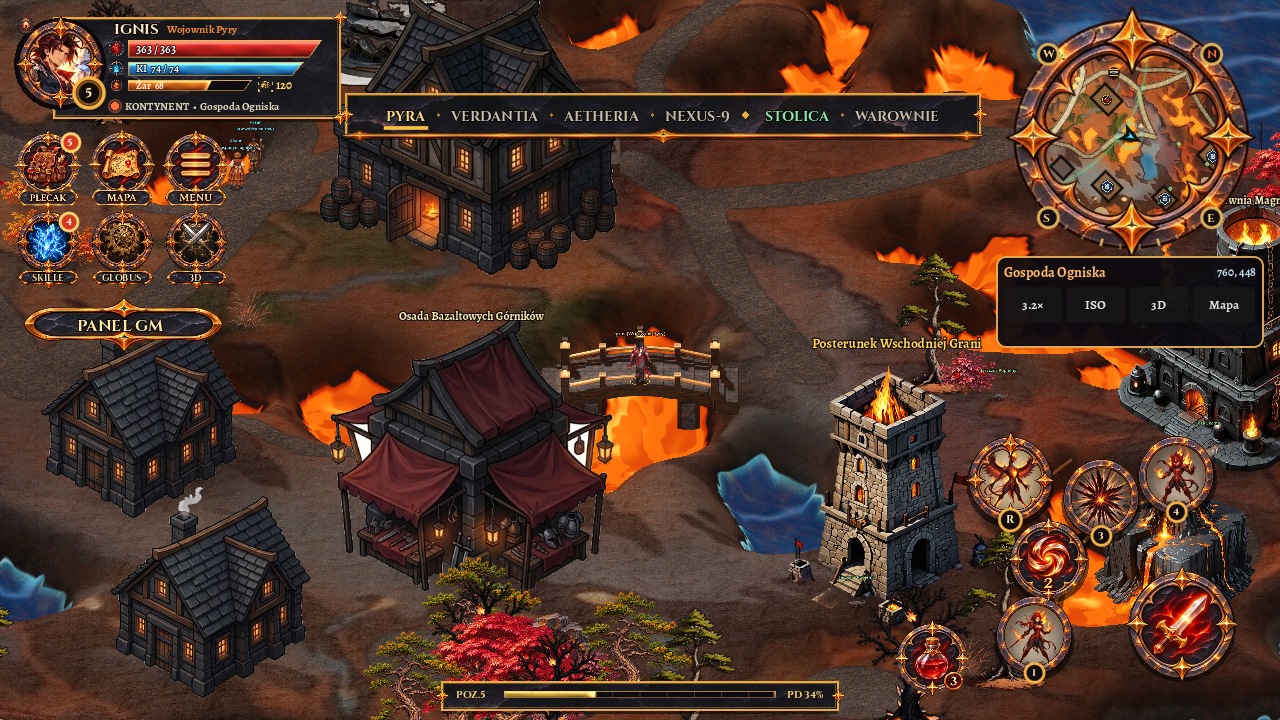 IGNIS Wojownik Pyry
363 / 363
KI 74 / 74
Żar 68
120
5
KONTYNENT • Gospoda Ogniska
PYRA • VERDANTIA • AETHERIA • NEXUS-9 ◆ STOLICA • WAROWNIE
W
N
S
E
5
PLECAK
MAPA
MENU
4
SKILLE
GLOBUS
3D
PANEL GM
Gospoda Ogniska 760, 448
3.2× ISO 3D Mapa
Osada Bazaltowych Górników
Posterunek Wschodniej Grani
R
3
4
2
1
3
POZ.5 PD 34%